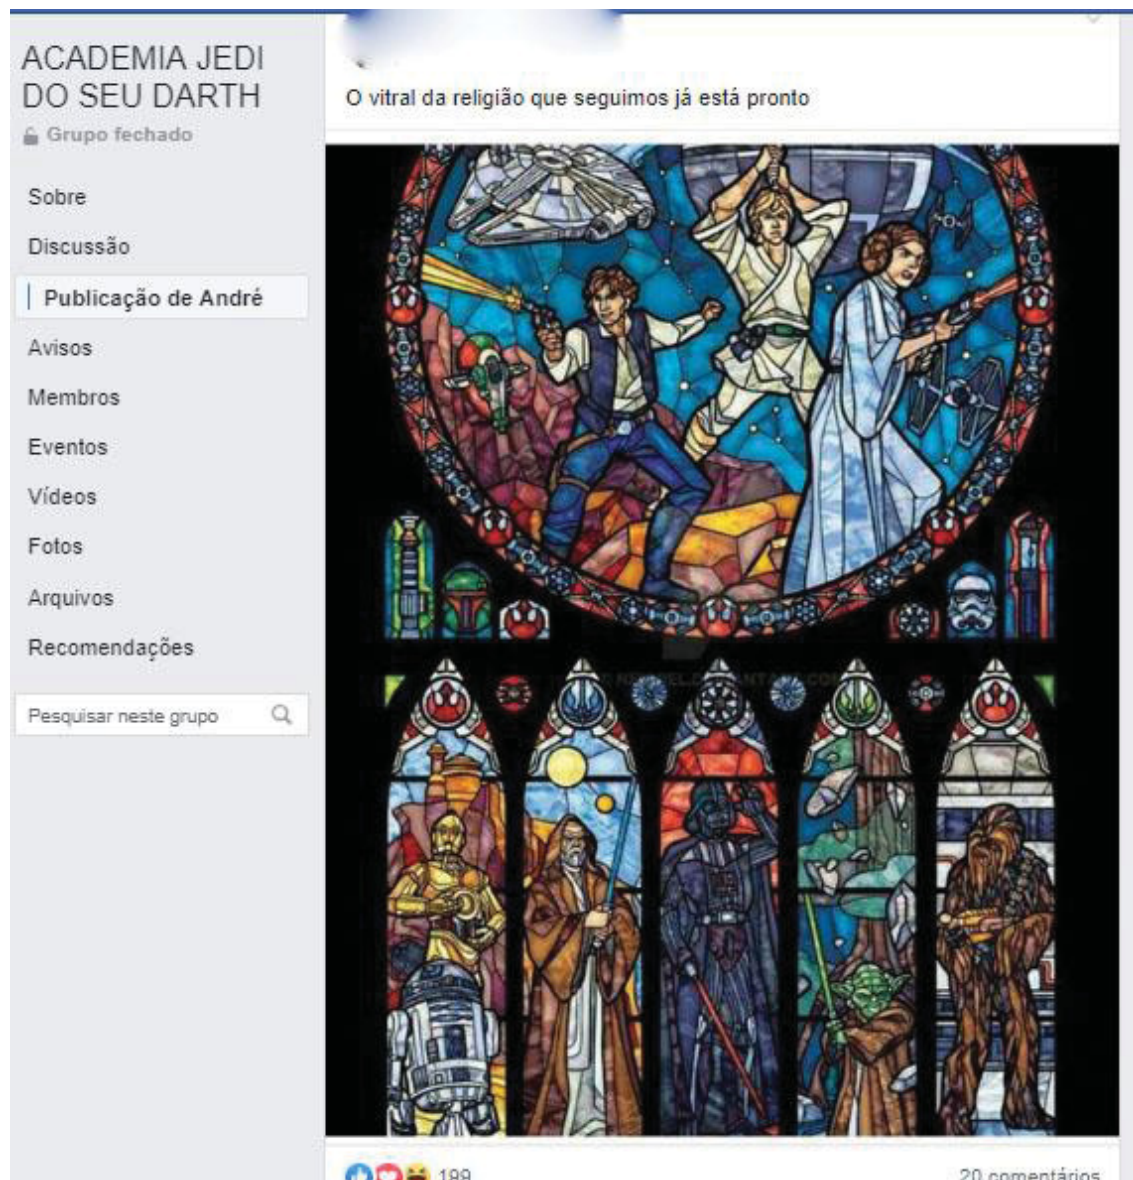 ACADEMIA JEDI
DO SEU DARTH
Grupo fechado
Sobre
Discussão
Publicação de André
Avisos
Membros
Eventos
Vídeos
Fotos
Arquivos
Recomendações
Pesquisar neste grupo
O vitral da religião que seguimos já está pronto
199
20 comentários